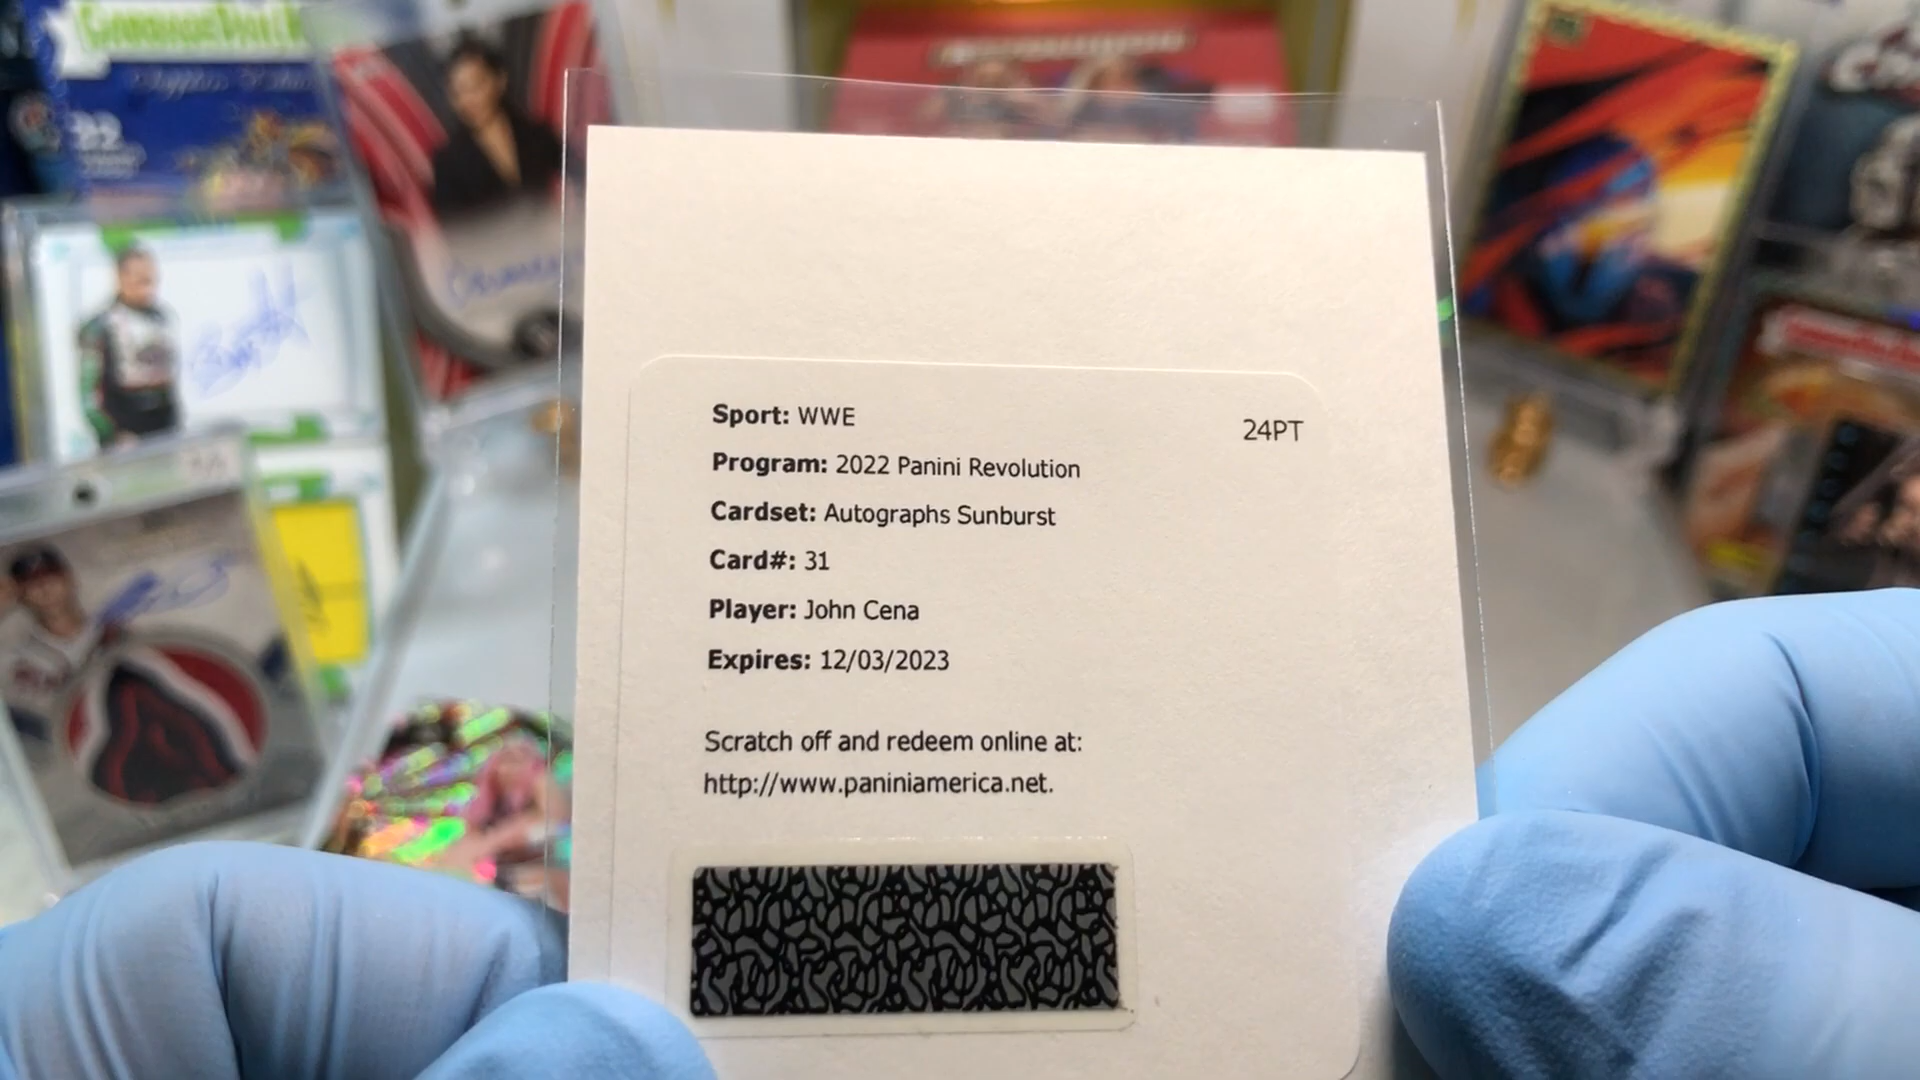 Sport: WWE
24PT
Program: 2022 Panini Revolution
Cardset: Autographs Sunburst
Card#: 31
Player: John Cena
Expires: 12/03/2023
Scratch off and redeem online at:
http://www.paniniamerica.net.